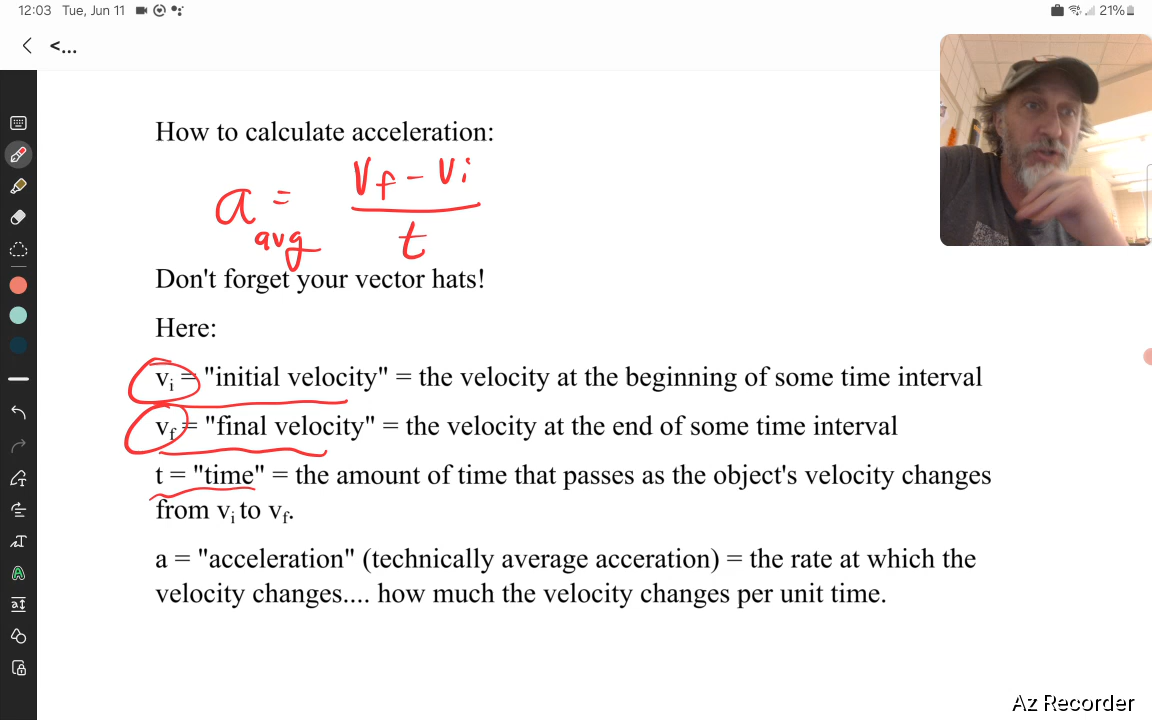 12:03 Tue, Jun 11
21%
<...
How to calculate acceleration:
a avg = vf - vi / t
Don't forget your vector hats!
Here:
vi = "initial velocity" = the velocity at the beginning of some time interval
vf = "final velocity" = the velocity at the end of some time interval
t = "time" = the amount of time that passes as the object's velocity changes
from vi to vf.
a = "acceleration" (technically average acceration) = the rate at which the
velocity changes.... how much the velocity changes per unit time.
Az Recorder